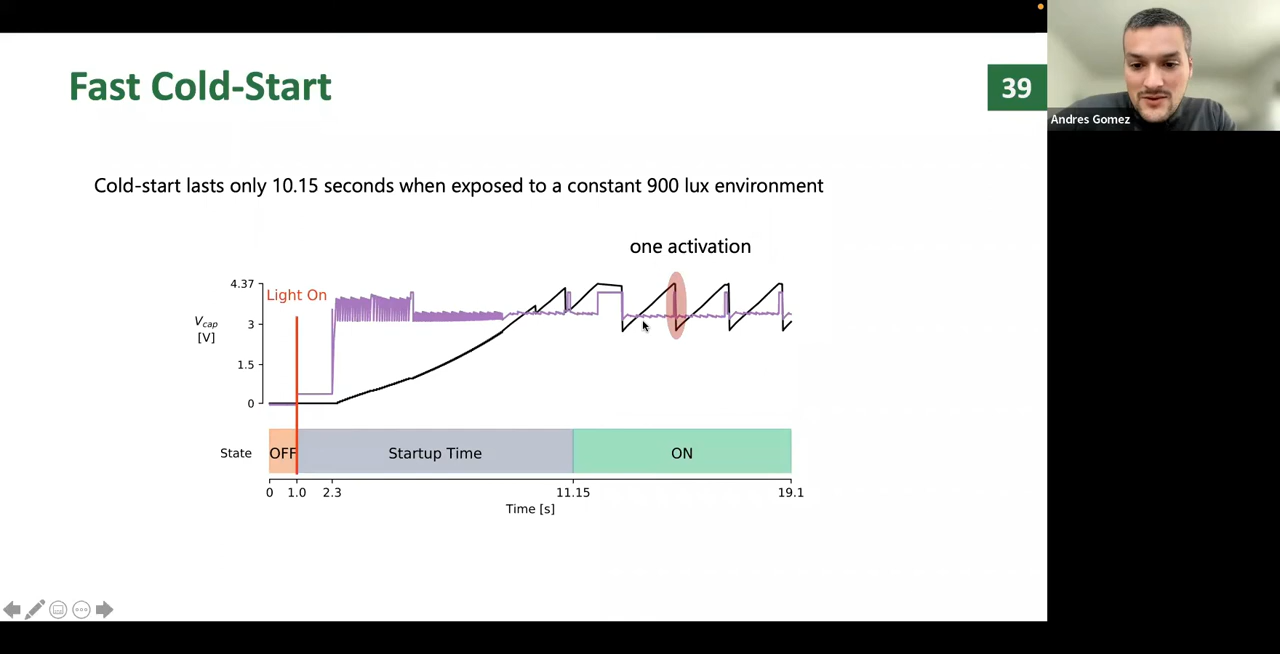 Fast Cold-Start
39
Andres Gomez
Cold-start lasts only 10.15 seconds when exposed to a constant 900 lux environment
one activation
4.37
Light On
Vcap
[V]
3
1.5
0
State
OFF
Startup Time
ON
0 1.0 2.3 11.15 19.1
Time [s]